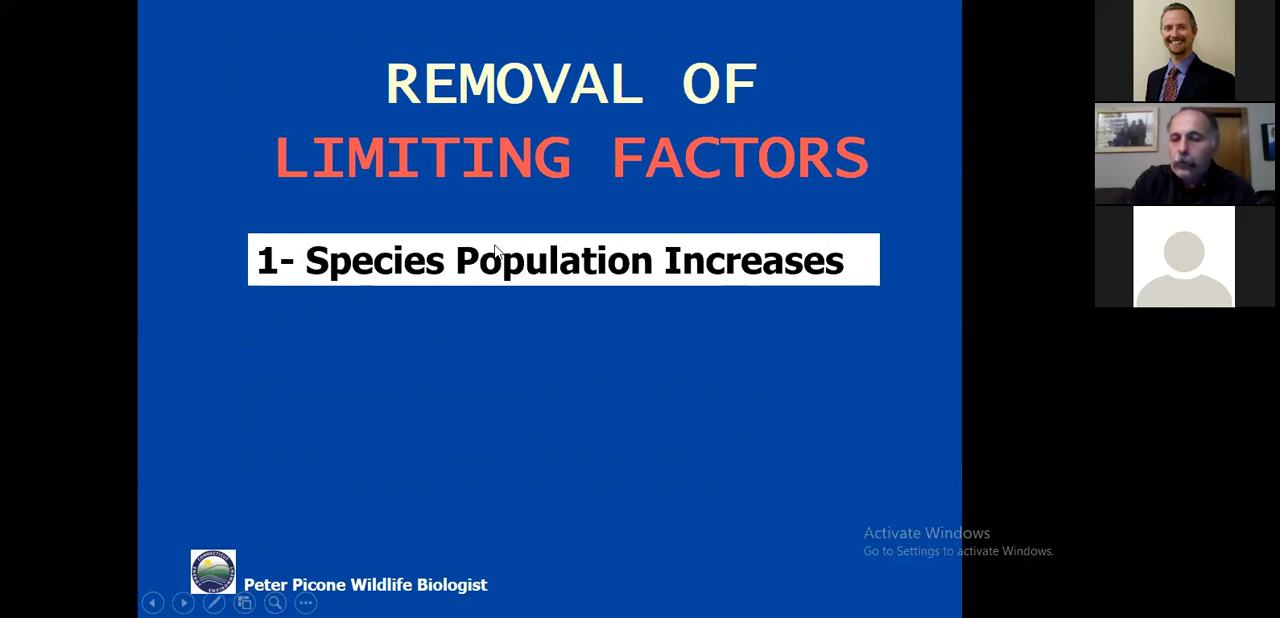 REMOVAL OF
LIMITING FACTORS
1- Species Population Increases
Activate Windows
Go to Settings to activate Windows.
Peter Picone Wildlife Biologist